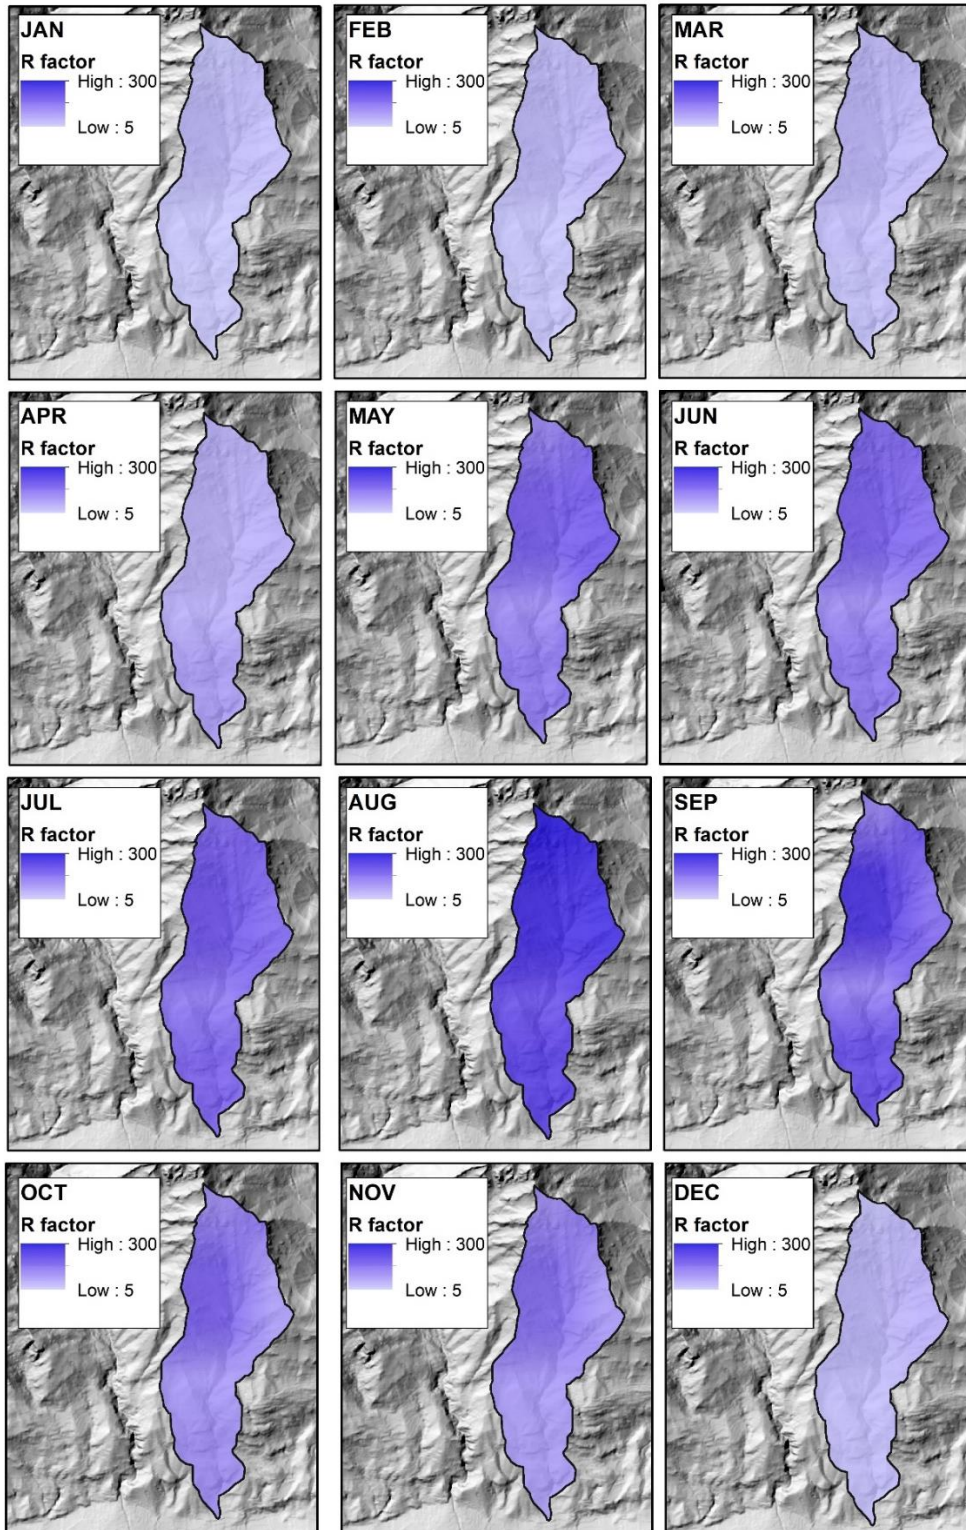 JAN
R factor
High : 300
Low : 5
FEB
R factor
High : 300
Low : 5
MAR
R factor
High : 300
Low : 5
APR
R factor
High : 300
Low : 5
MAY
R factor
High : 300
Low : 5
JUN
R factor
High : 300
Low : 5
JUL
R factor
High : 300
Low : 5
AUG
R factor
High : 300
Low : 5
SEP
R factor
High : 300
Low : 5
OCT
R factor
High : 300
Low : 5
NOV
R factor
High : 300
Low : 5
DEC
R factor
High : 300
Low : 5